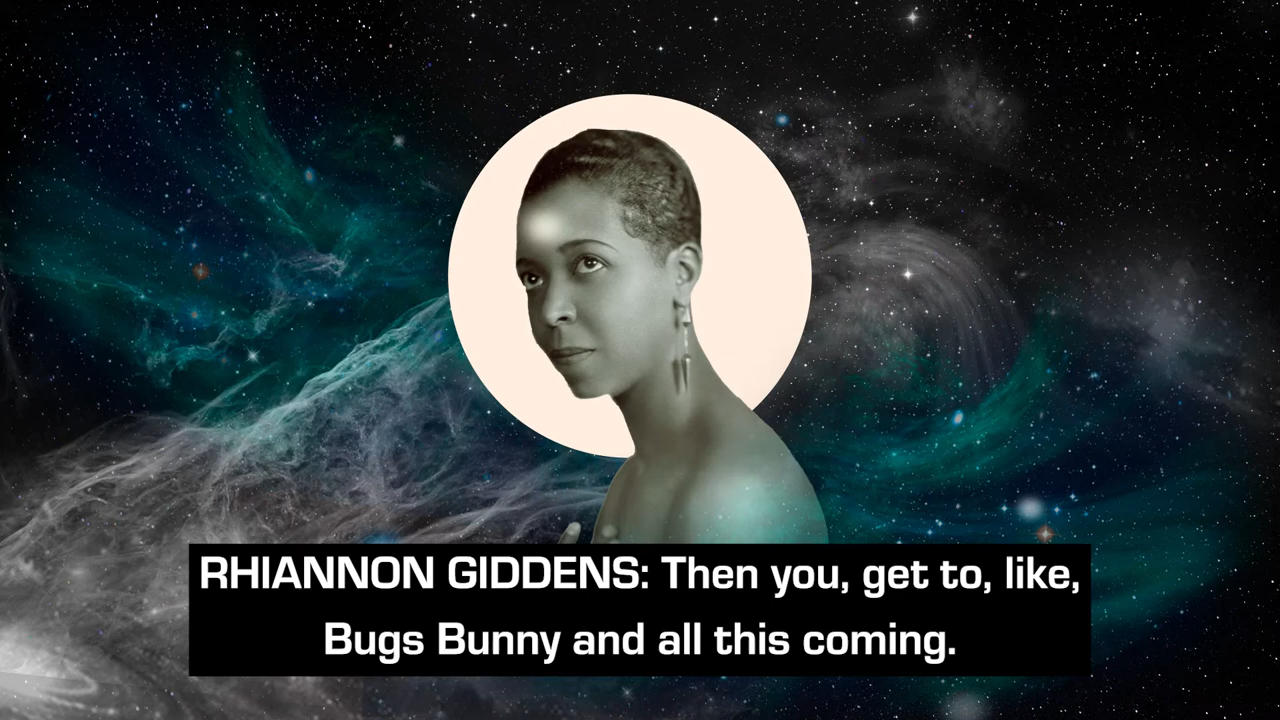 RHIANNON GIDDENS: Then you, get to, like,
Bugs Bunny and all this coming.